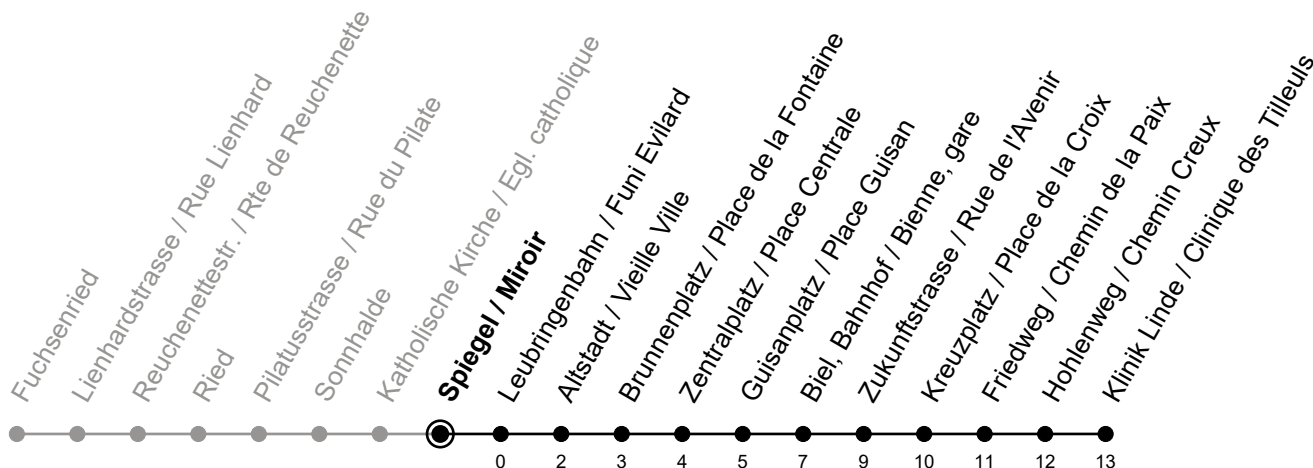 Fuchsenried
Lienhardstrasse / Rue Lienhard
Reuchenettestr. / Rte de Reuchenette
Ried
Pilatusstrasse / Rue du Pilate
Sonnhalde
Katholische Kirche / Egl. catholique
Spiegel / Miroir
Leubringenbahn / Funi Evilard
Altstadt / Vieille Ville
Brunnenplatz / Place de la Fontaine
Zentralplatz / Place Centrale
Guisanplatz / Place Guisan
Biel, Bahnhof / Bienne, gare
Zukunftstrasse / Rue de l'Avenir
Kreuzplatz / Place de la Croix
Friedweg / Chemin de la Paix
Hohlenweg / Chemin Creux
Klinik Linde / Clinique des Tilleuls
0 2 3 4 5 7 9 10 11 12 13